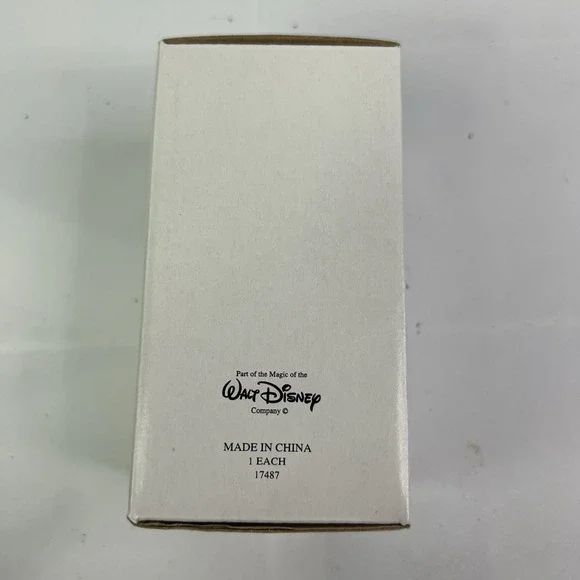 Part of the Magic of the
WALT DISNEY
Company ©
MADE IN CHINA
1 EACH
17487